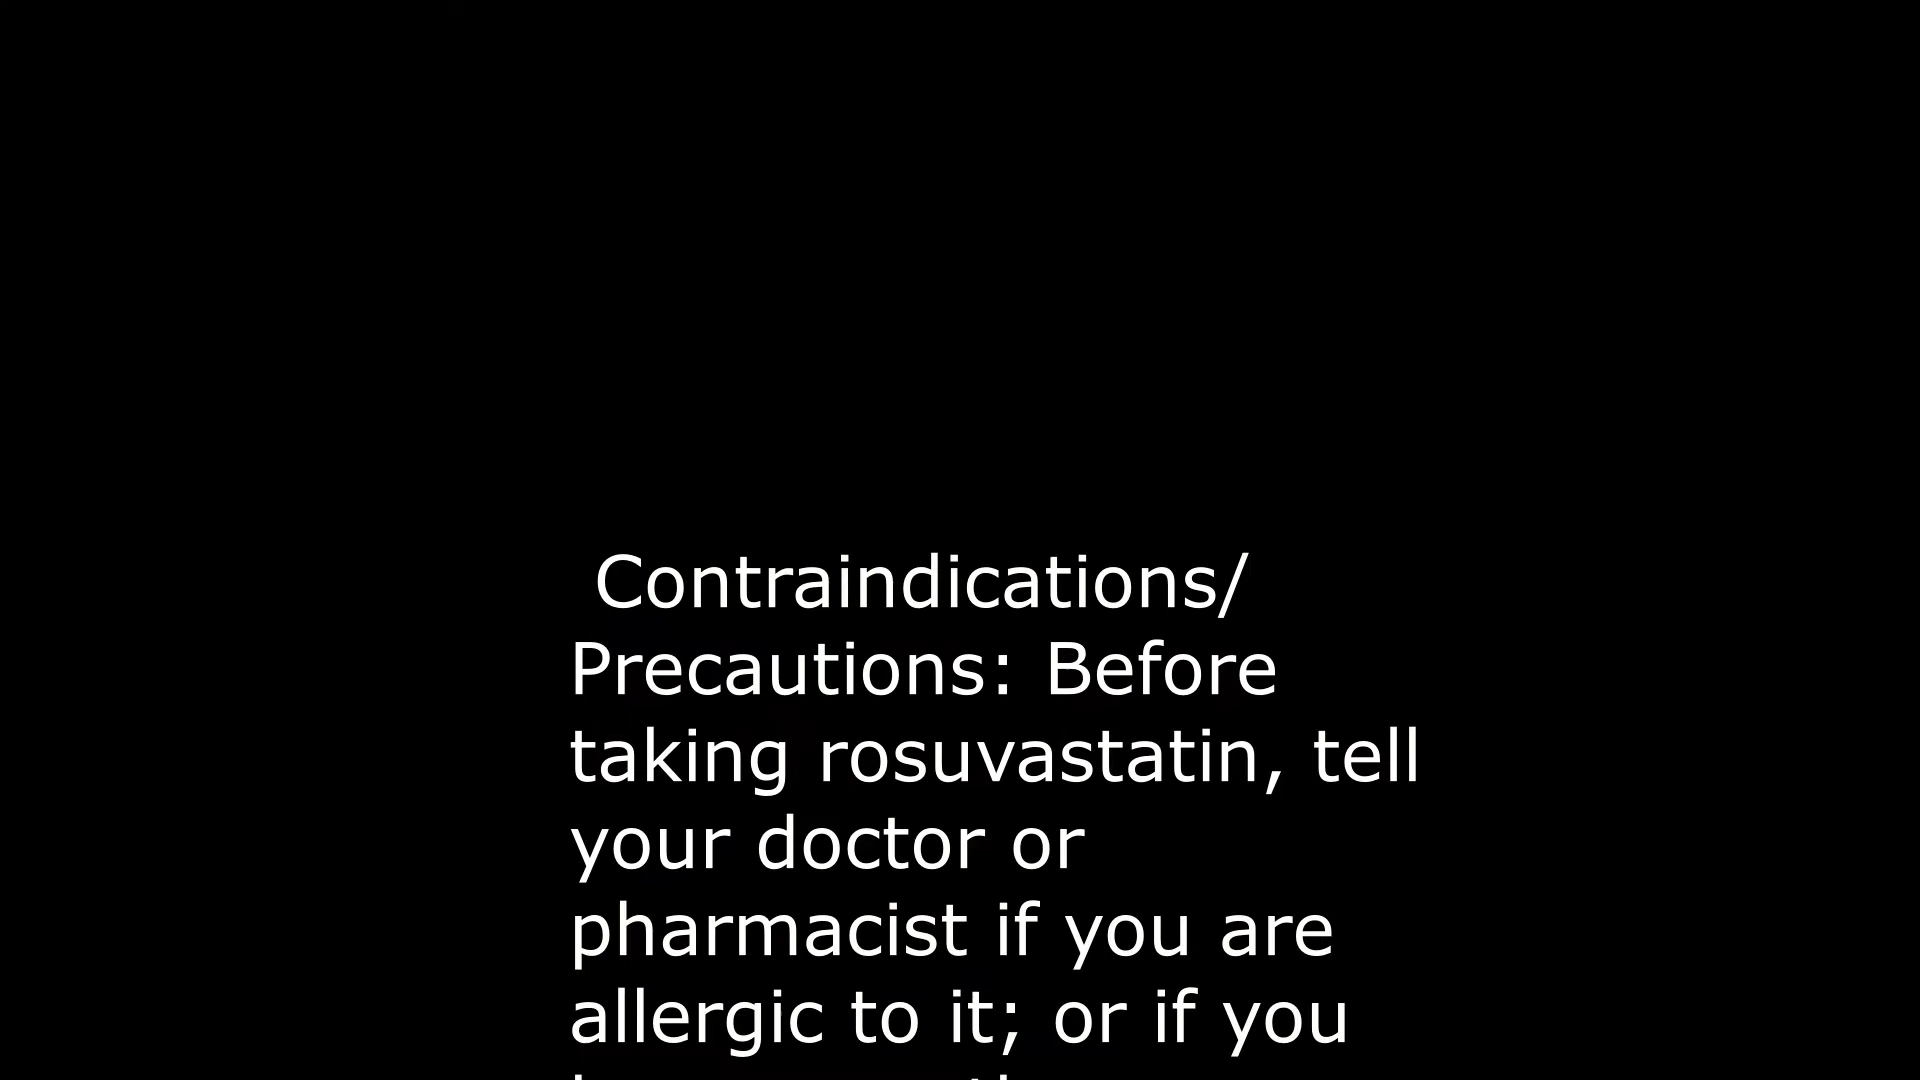 Contraindications/
Precautions: Before
taking rosuvastatin, tell
your doctor or
pharmacist if you are
allergic to it; or if you